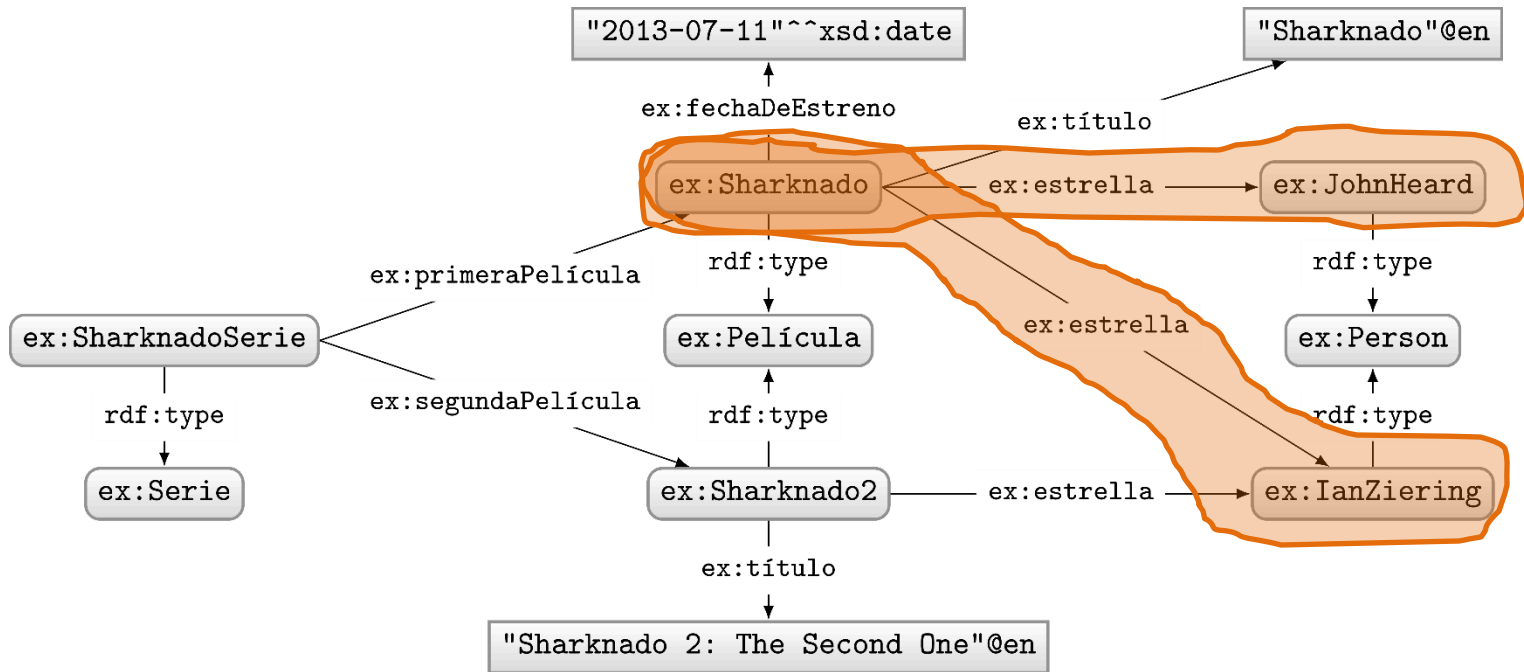 "2013-07-11"^^xsd:date
"Sharknado"@en
ex:fechaDeEstreno
ex:título
ex:Sharknado
ex:estrella
ex:JohnHeard
rdf:type
rdf:type
ex:primeraPelícula
ex:estrella
ex:SharknadoSerie
ex:Película
ex:Person
ex:segundaPelícula
rdf:type
rdf:type
rdf:type
ex:Serie
ex:Sharknado2
ex:estrella
ex:IanZiering
ex:título
"Sharknado 2: The Second One"@en